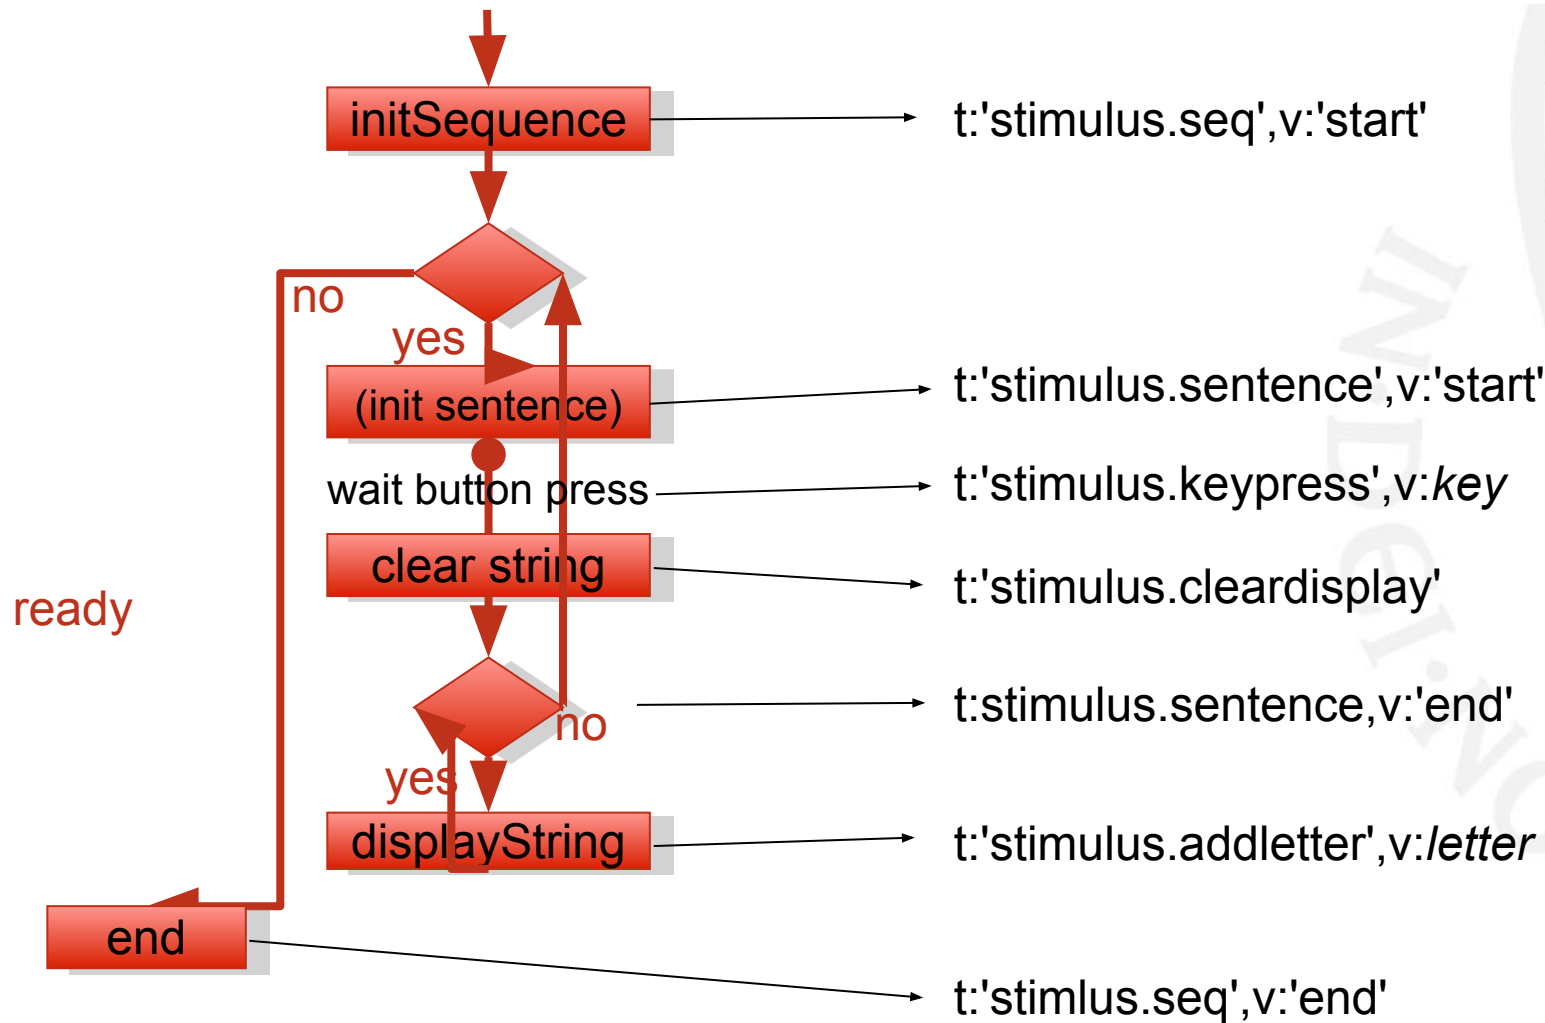 initSequence
t:'stimulus.seq',v:'start'
no
yes
(init sentence)
t:'stimulus.sentence',v:'start'
wait button press
t:'stimulus.keypress',v:key
clear string
t:'stimulus.cleardisplay'
ready
no
t:stimulus.sentence,v:'end'
yes
displayString
t:'stimulus.addletter',v:letter
end
t:'stimlus.seq',v:'end'